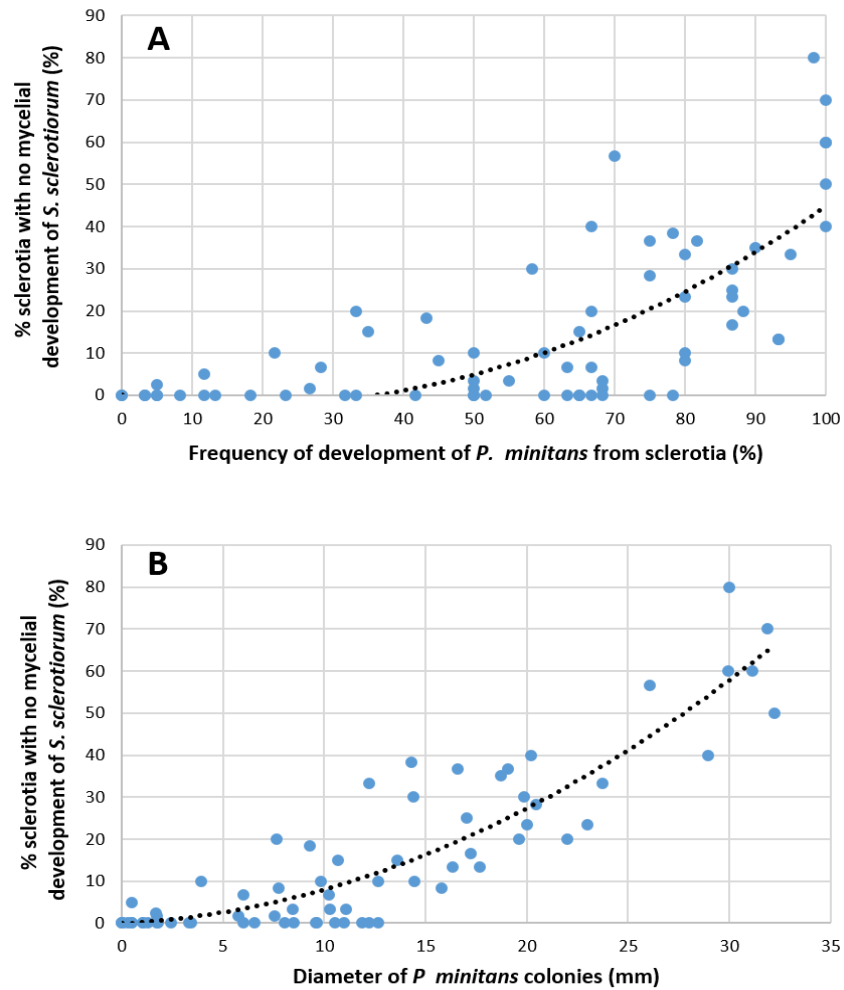 A
% sclerotia with no mycelial
development of S. sclerotiorum (%)
90
80
70
60
50
40
30
20
10
0
0 10 20 30 40 50 60 70 80 90 100
Frequency of development of P. minitans from sclerotia (%)
B
% sclerotia with no mycelial
development of S. sclerotiorum (%)
90
80
70
60
50
40
30
20
10
0
0 5 10 15 20 25 30 35
Diameter of P minitans colonies (mm)